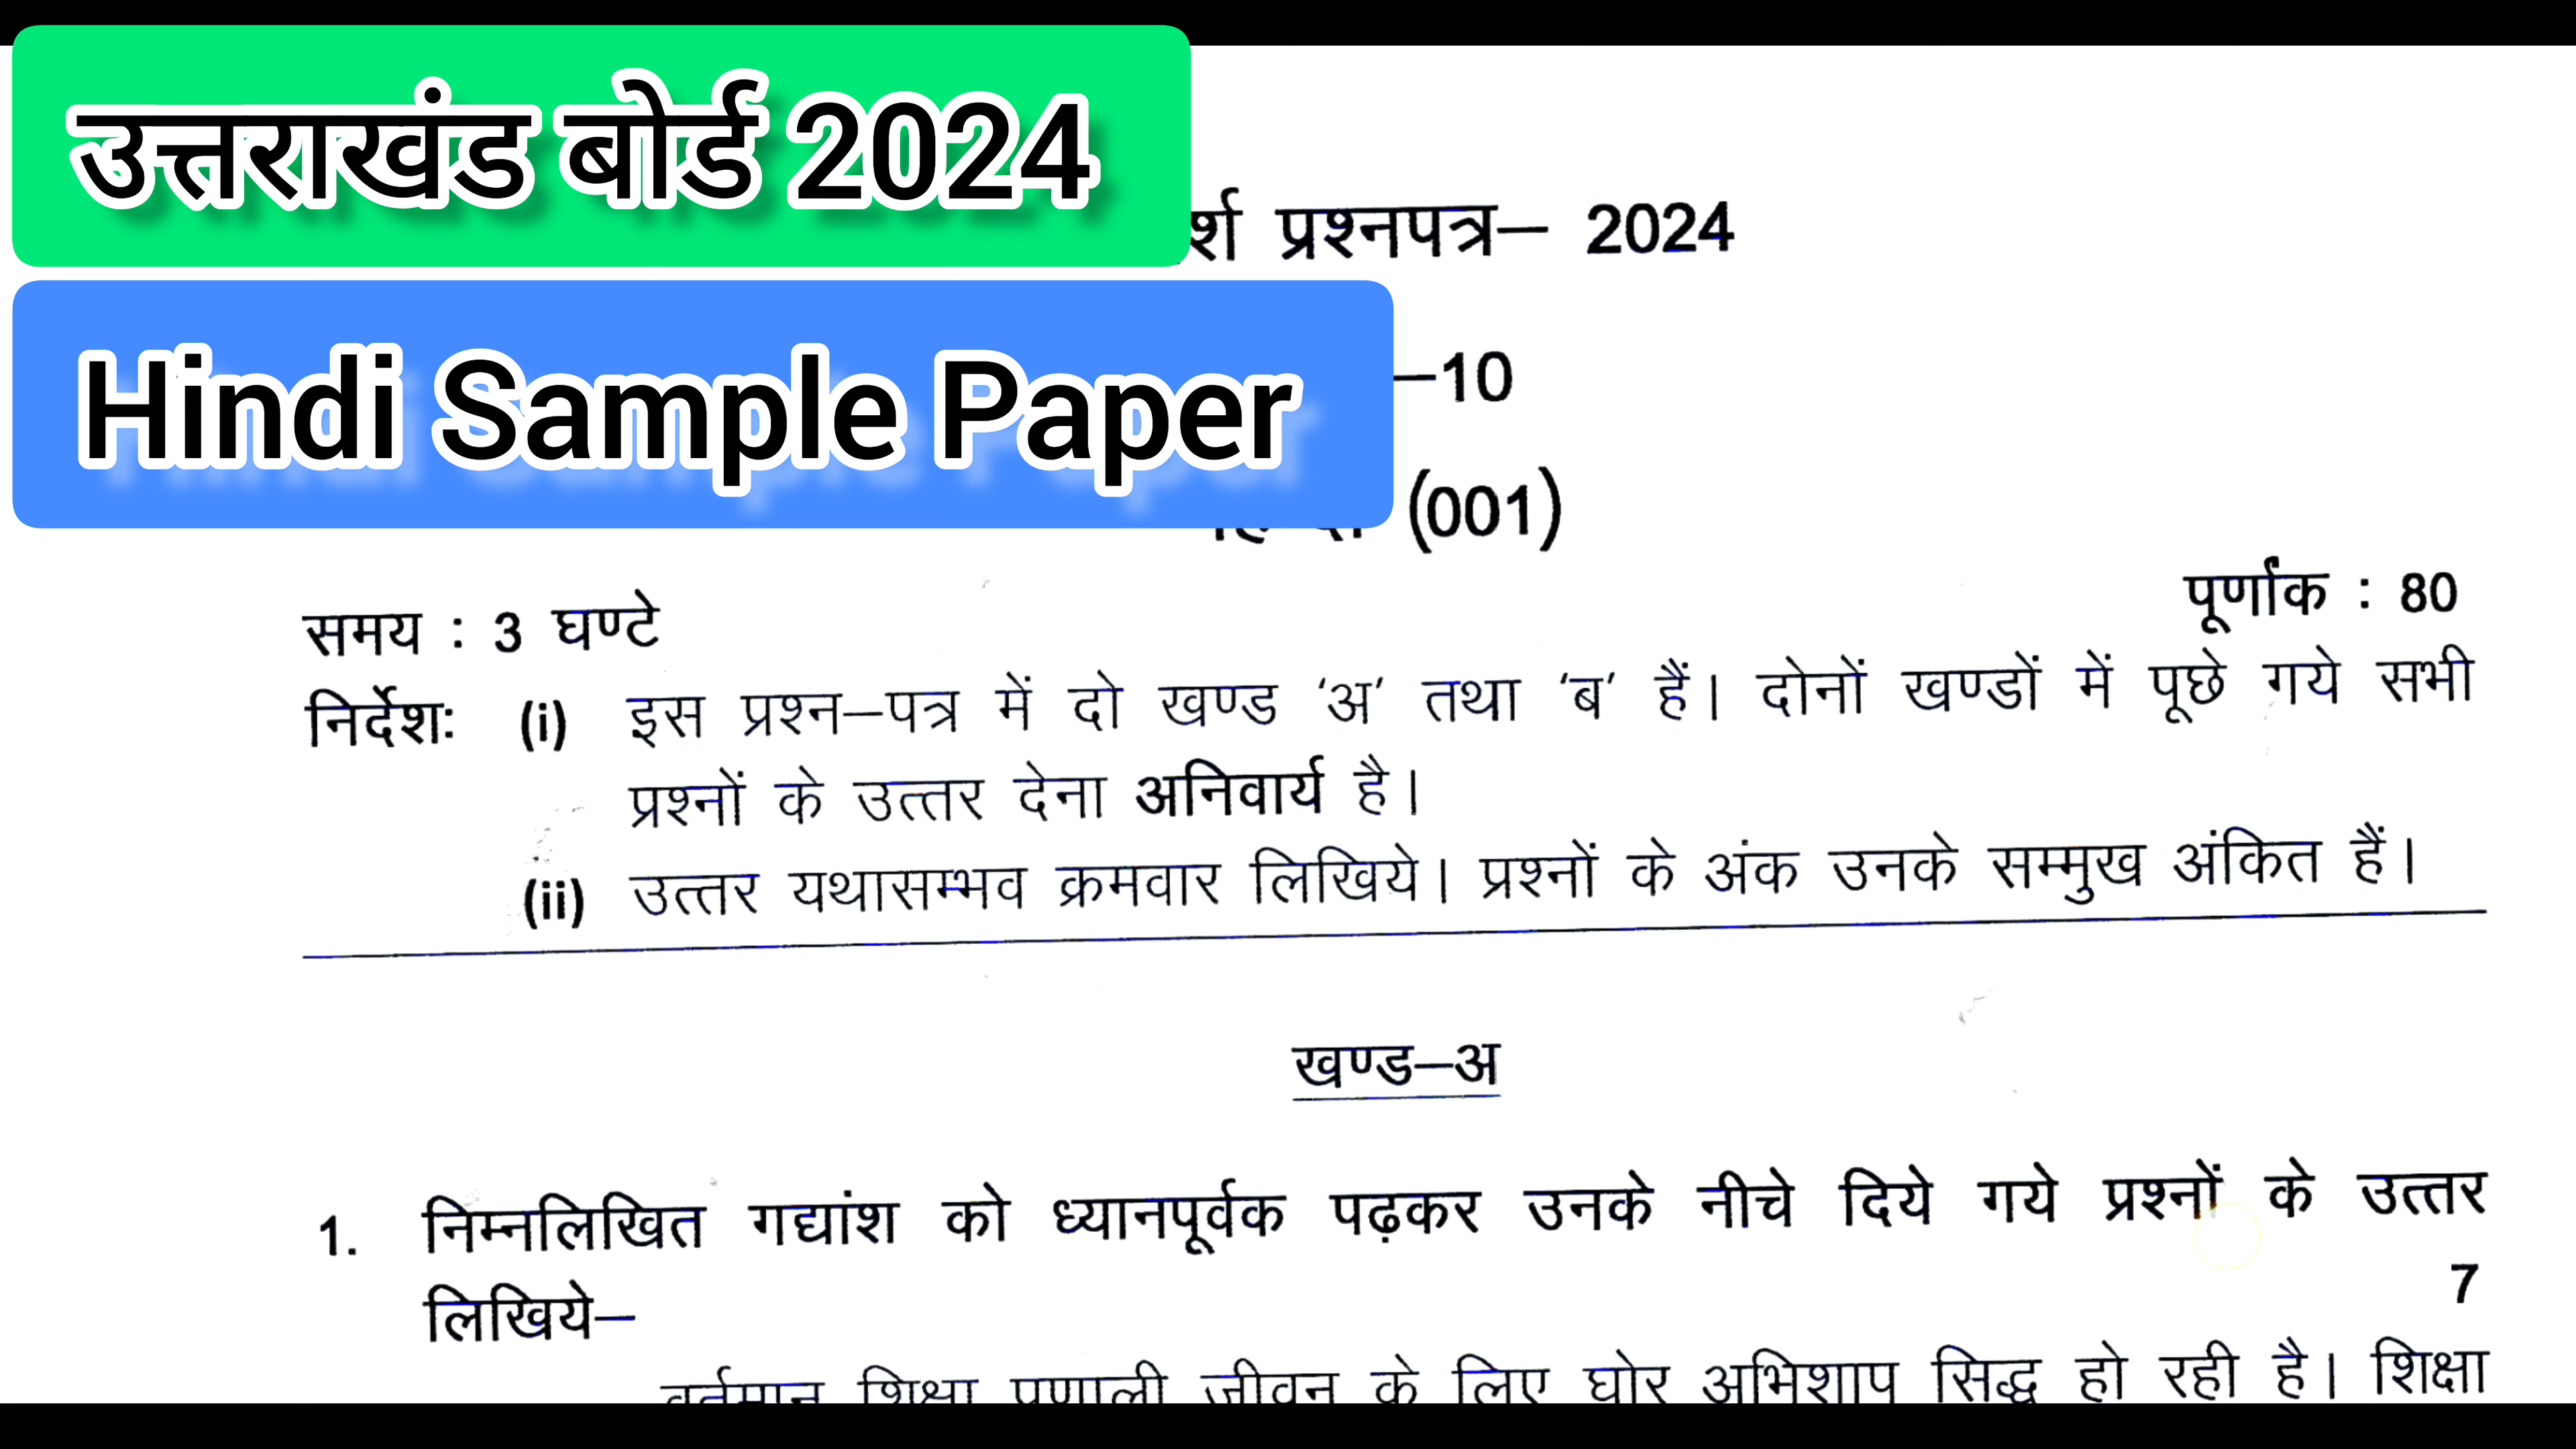 उत्तराखंड बोर्ड 2024
र्श प्रश्नपत्र– 2024
Hindi Sample Paper
–10
(001)
समय : 3 घण्टे
पूर्णांक : 80
निर्देशः (i) इस प्रश्न–पत्र में दो खण्ड ‘अ’ तथा ‘ब’ हैं। दोनों खण्डों में पूछे गये सभी
प्रश्नों के उत्तर देना अनिवार्य है।
(ii) उत्तर यथासम्भव क्रमवार लिखिये। प्रश्नों के अंक उनके सम्मुख अंकित हैं।
खण्ड–अ
1. निम्नलिखित गद्यांश को ध्यानपूर्वक पढ़कर उनके नीचे दिये गये प्रश्नों के उत्तर
लिखिये– 7
वर्तमान शिक्षा प्रणाली जीवन के लिए घोर अभिशाप सिद्ध हो रही है। शिक्षा